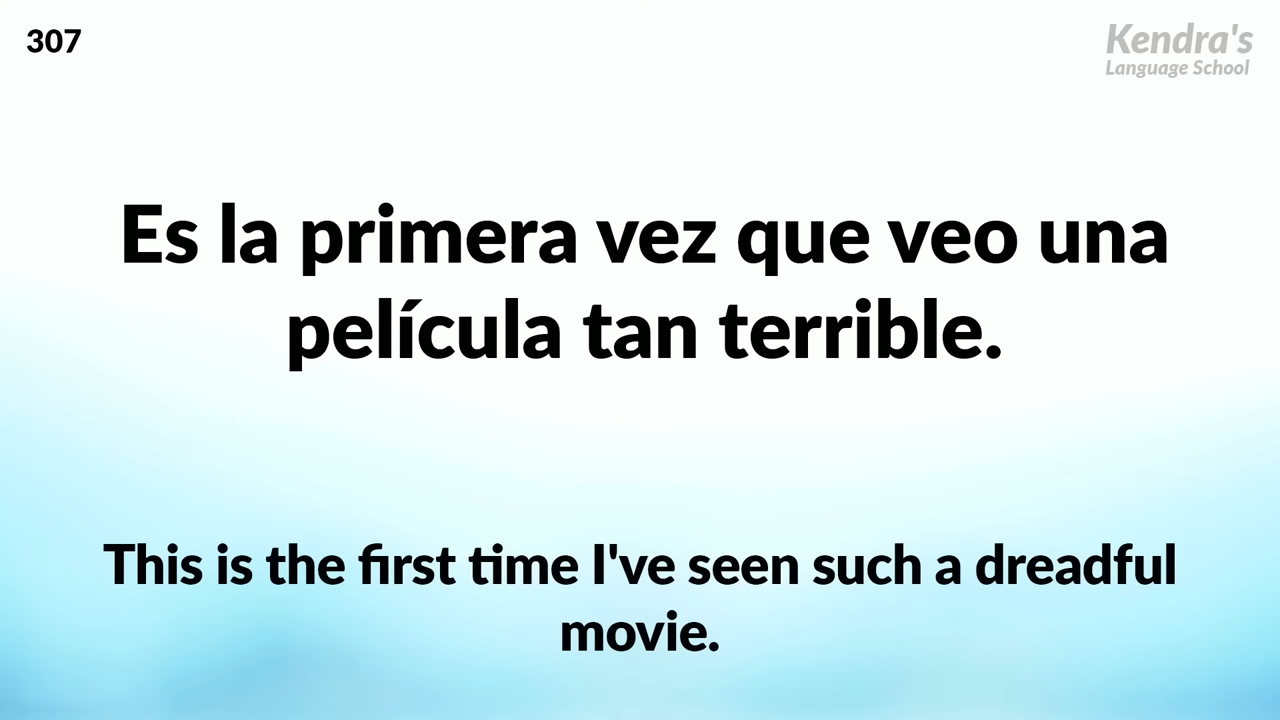 307
Kendra's
Language School
Es la primera vez que veo una
película tan terrible.
This is the first time I've seen such a dreadful
movie.